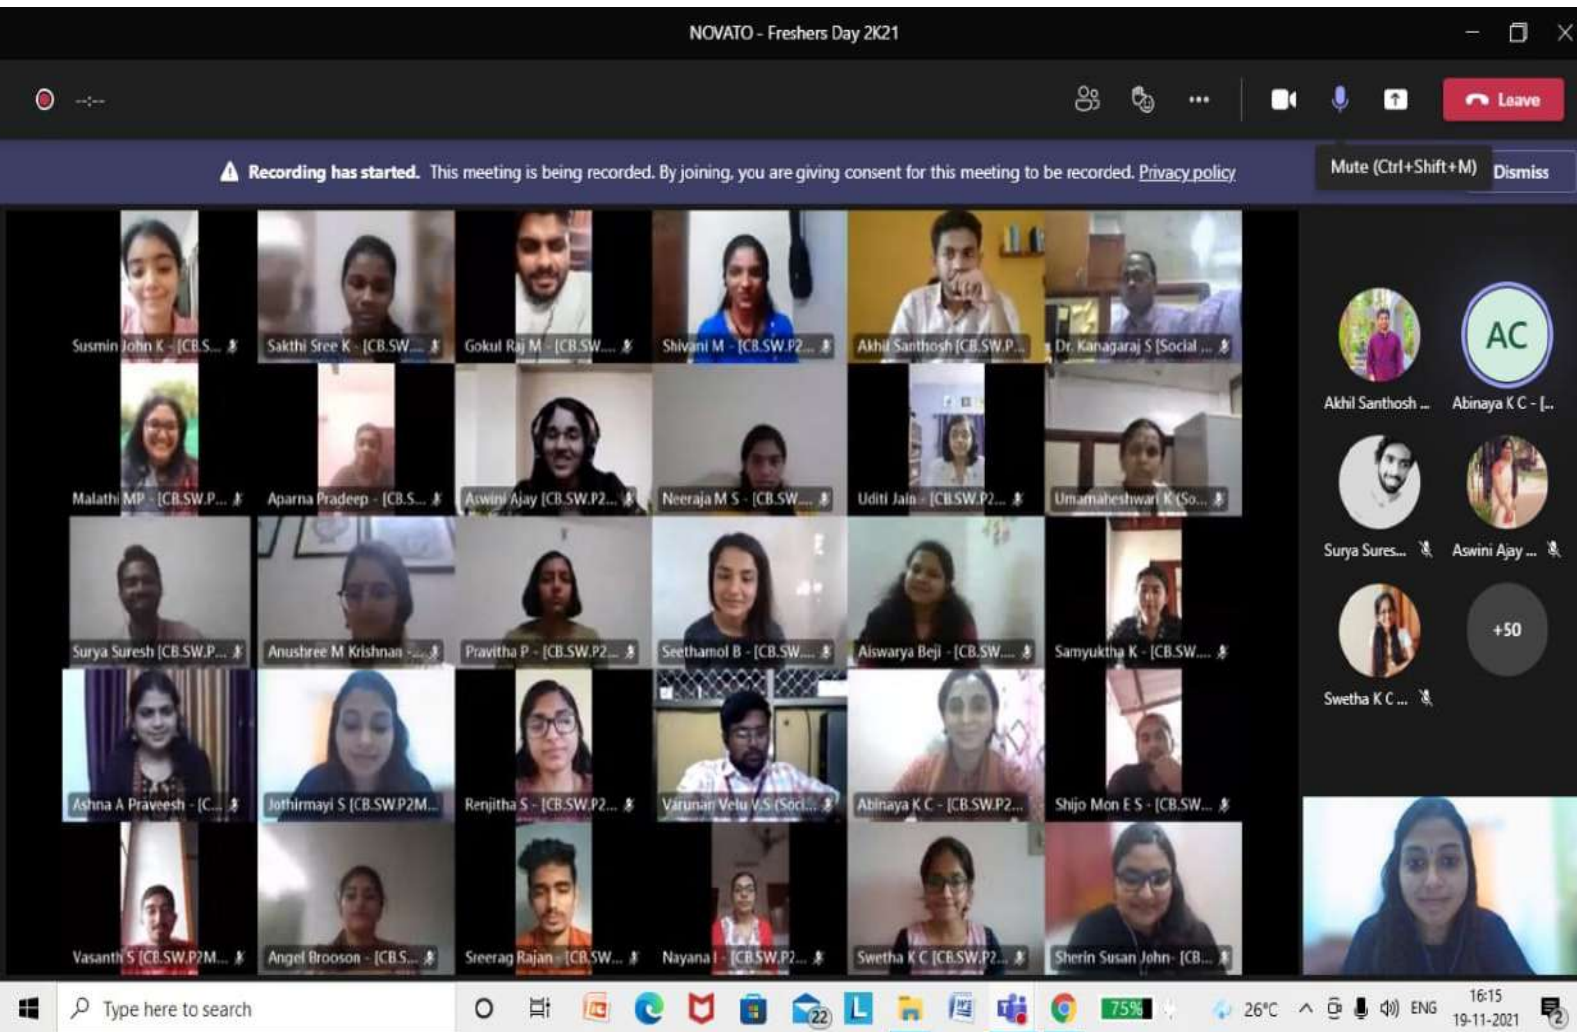 NOVATO - Freshers Day 2K21
--:--
Leave
Recording has started. This meeting is being recorded. By joining, you are giving consent for this meeting to be recorded. Privacy policy
Mute (Ctrl+Shift+M)
Dismiss
Susmin John K - [CB.S...
Sakthi Sree K - [CB.SW....
Gokul Raj M - [CB.SW....
Shivani M - [CB.SW.P2...
Akhil Santhosh [CB.SW.P...
Dr. Kanagaraj S [Social ...
Malathi MP - [CB.SW.P...
Aparna Pradeep - [CB.S...
Aswini Ajay [CB.SW.P2...
Neeraja M S - [CB.SW....
Uditi Jain - [CB.SW.P2...
Umamaheshwari K (So...
Surya Suresh [CB.SW.P...
Anushree M Krishnan -...
Pravitha P - [CB.SW.P2...
Seethamol B - [CB.SW....
Aiswarya Beji - [CB.SW....
Samyuktha K - [CB.SW....
Ashna A Praveesh - [C...
Jothirmayi S [CB.SW.P2M...
Renjitha S - [CB.SW.P2...
Varunan Velu V.S (Soci...
Abinaya K C - [CB.SW.P2...
Shijo Mon E S - [CB.SW...
Vasanth S [CB.SW.P2M...
Angel Brooson - [CB.S...
Sreerag Rajan - [CB.SW...
Nayana I - [CB.SW.P2...
Swetha K C [CB.SW.P2...
Sherin Susan John- [CB...
AC
Akhil Santhosh ...
Abinaya K C - [...
Surya Sures...
Aswini Ajay ...
+50
Swetha K C ...
Type here to search
22
L
75%
26°C
ENG
16:15
19-11-2021
2